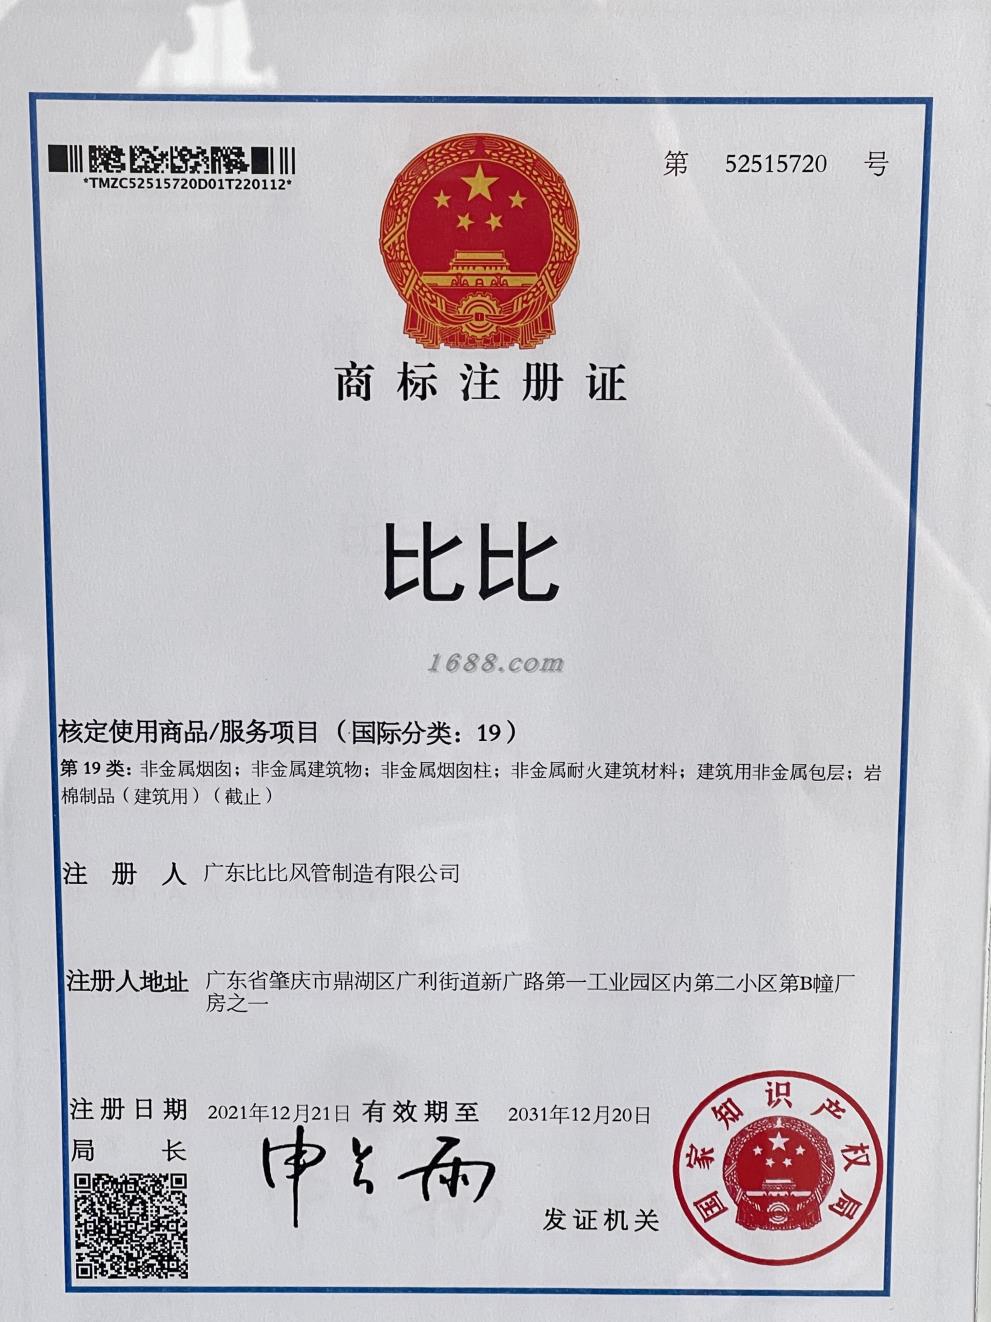 *TMZC52515720D01T220112*
第 52515720 号
商标注册证
比比
1688.com
核定使用商品/服务项目（国际分类：19）
第 19 类：非金属烟囱；非金属建筑物；非金属烟囱柱；非金属耐火建筑材料；建筑用非金属包层；岩
棉制品（建筑用）（截止）
注册人 广东比比风管制造有限公司
注册人地址 广东省肇庆市鼎湖区广利街道新广路第一工业园区内第二小区第B幢厂
房之一
注册日期 2021年12月21日 有效期至 2031年12月20日
局长 申长雨
发证机关
国家知识产权局